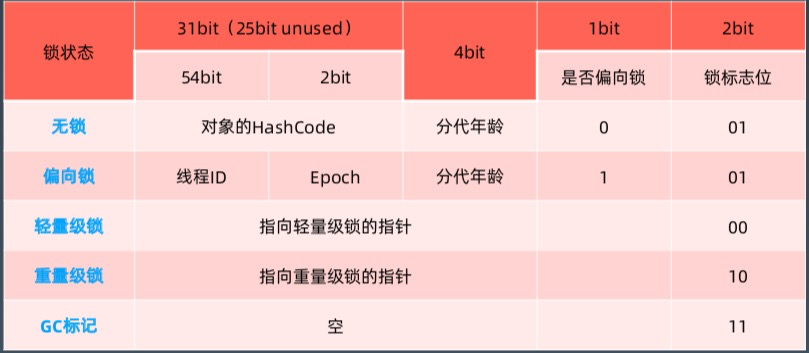 锁状态 31bit（25bit unused） 4bit 1bit 2bit
54bit 2bit 是否偏向锁 锁标志位
无锁 对象的HashCode 分代年龄 0 01
偏向锁 线程ID Epoch 分代年龄 1 01
轻量级锁 指向轻量级锁的指针 00
重量级锁 指向重量级锁的指针 10
GC标记 空 11